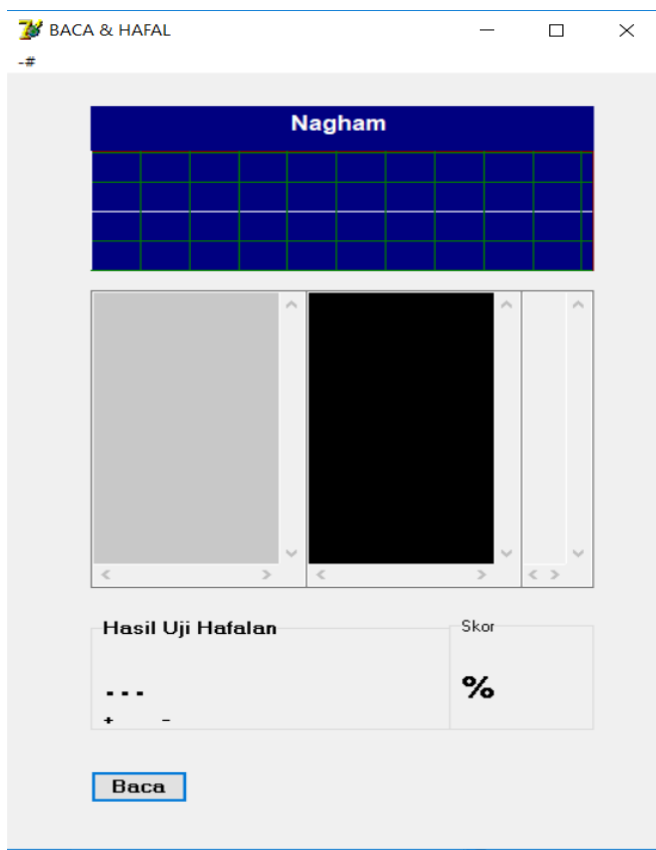 BACA & HAFAL
-#
Nagham
Hasil Uji Hafalan
Skor
---
%
+ -
Baca